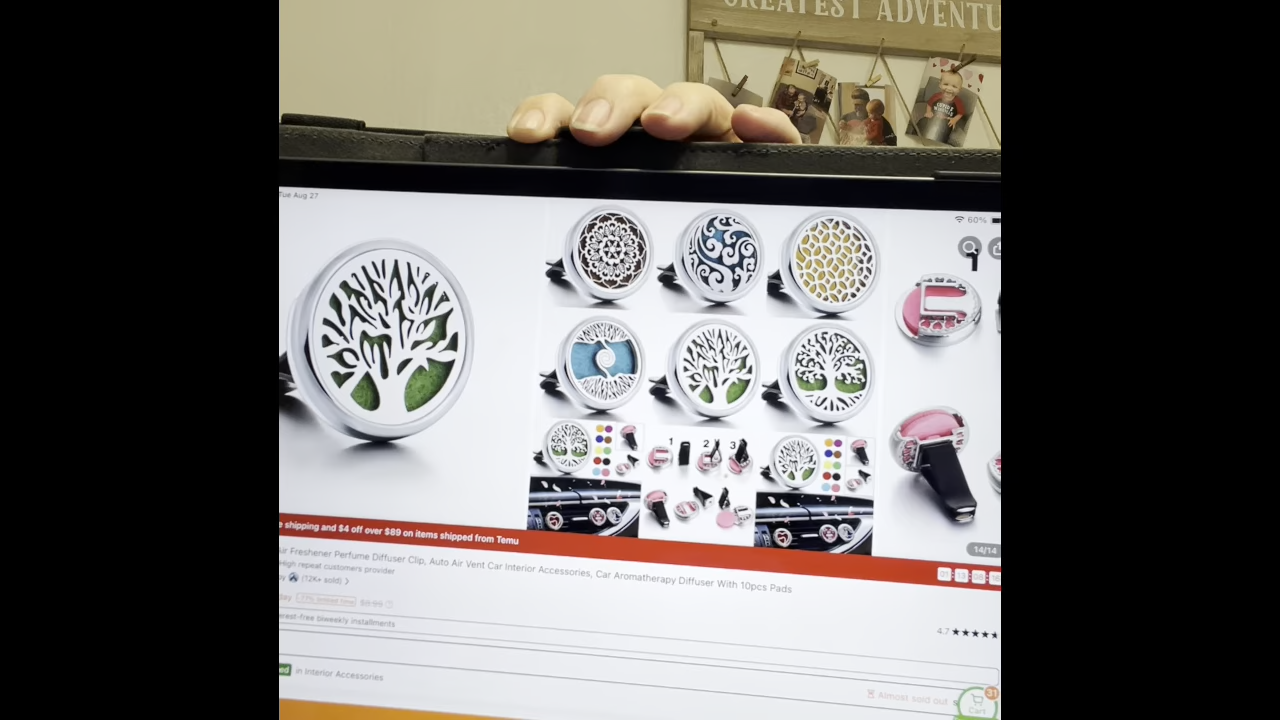 GREATEST ADVENTU
Tue Aug 27
60%
1
1 2 3
14/14
e shipping and $4 off over $89 on items shipped from Temu
Air Freshener Perfume Diffuser Clip, Auto Air Vent Car Interior Accessories, Car Aromatherapy Diffuser With 10pcs Pads
High repeat customers provider
(12K+ sold)
4.7
erest-free biweekly installments
in Interior Accessories
Almost sold out
31
Cart